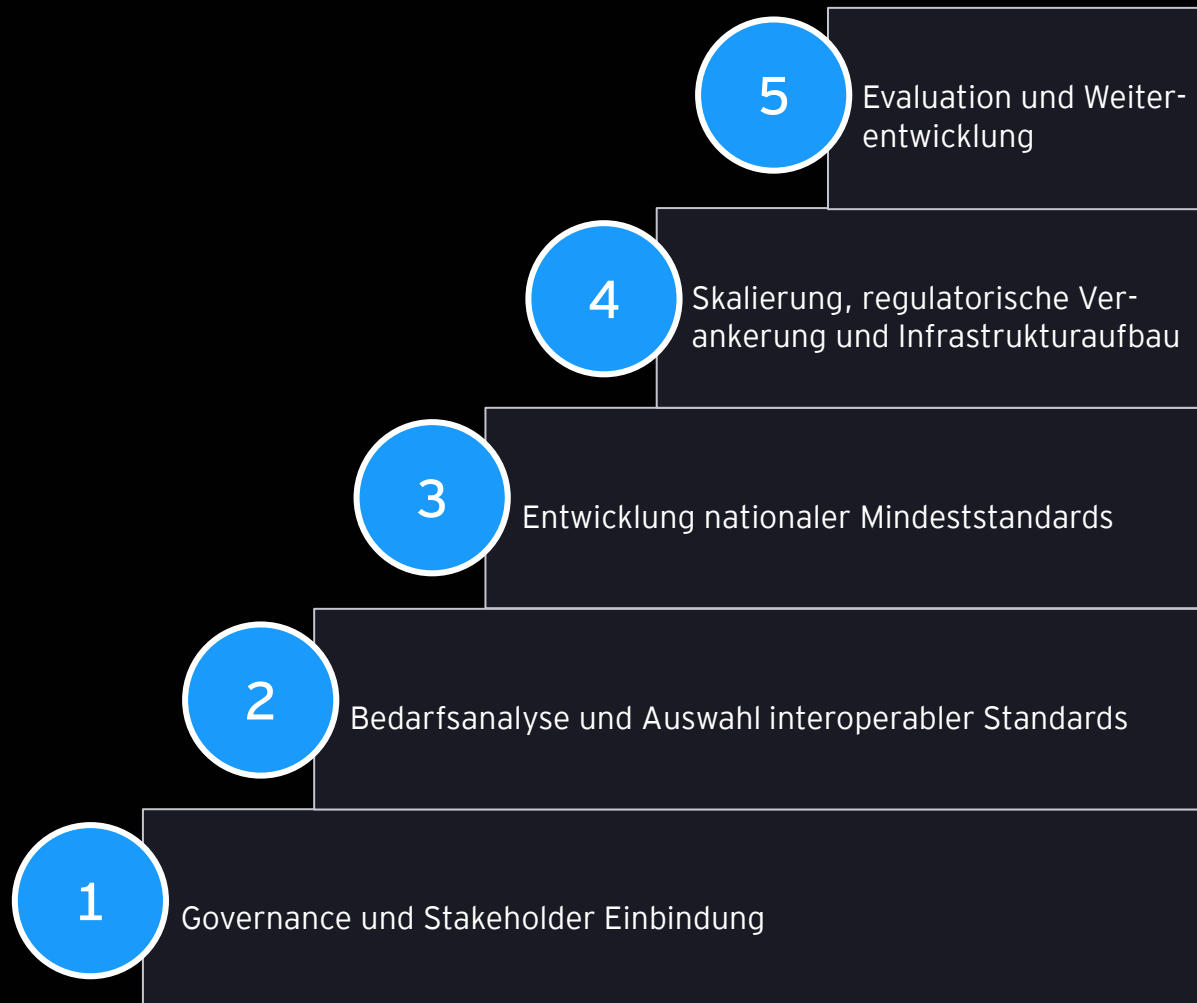 5
Evaluation und Weiter-
entwicklung
4
Skalierung, regulatorische Ver-
ankerung und Infrastrukturaufbau
3
Entwicklung nationaler Mindeststandards
2
Bedarfsanalyse und Auswahl interoperabler Standards
1
Governance und Stakeholder Einbindung